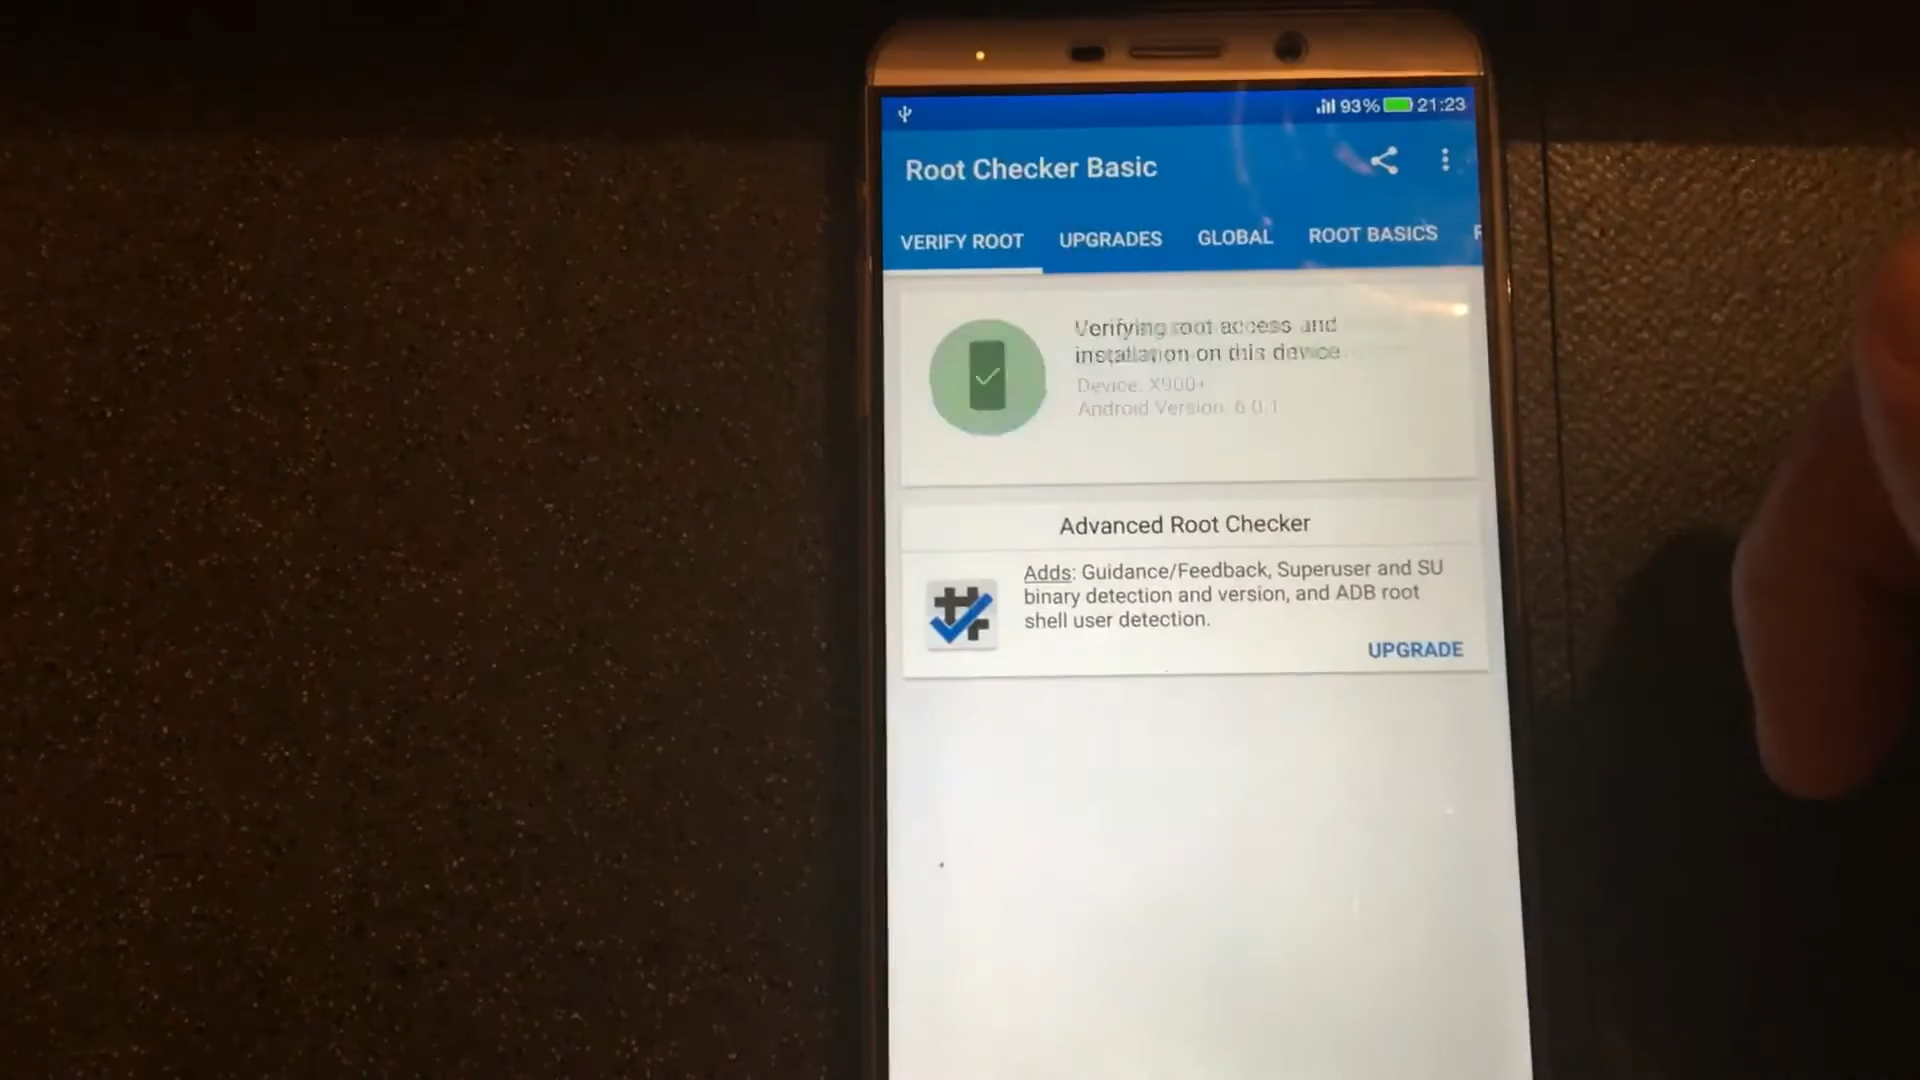 93% 21:23
Root Checker Basic
VERIFY ROOT UPGRADES GLOBAL ROOT BASICS
Verifying root access and
installation on this device
Device: X900+
Android Version: 6.0.1
Advanced Root Checker
Adds: Guidance/Feedback, Superuser and SU
binary detection and version, and ADB root
shell user detection.
UPGRADE